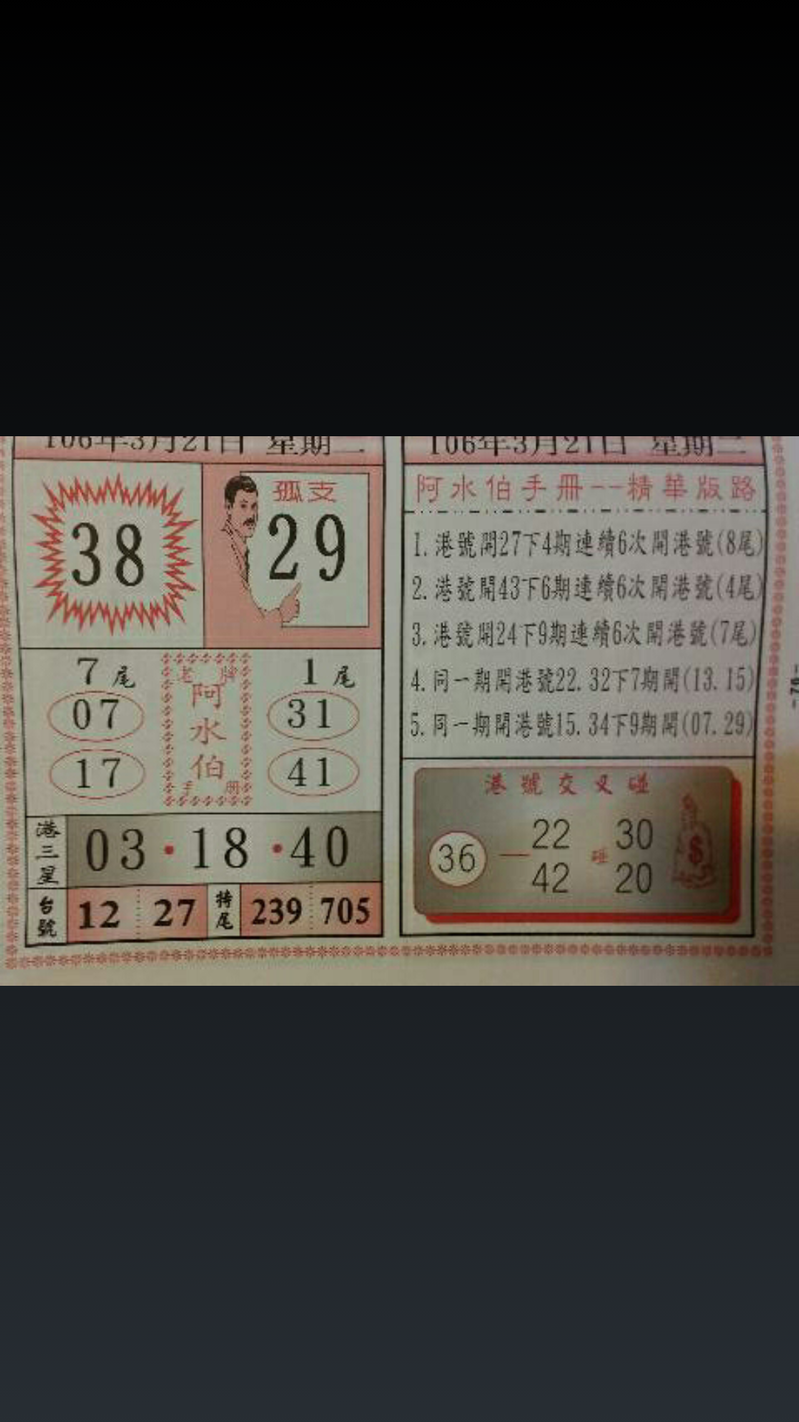 106年3月21日 星期二
38
孤支
29
7尾
07
17
老牌
阿水伯
手冊
1尾
31
41
港三星 03·18·40
台號 12 27 特尾 239 705
106年3月21日 星期二
阿水伯手冊--精華版路
1.港號開27下4期連續6次開港號(8尾)
2.港號開43下6期連續6次開港號(4尾)
3.港號開24下9期連續6次開港號(7尾)
4.同一期開港號22.32下7期開(13.15)
5.同一期開港號15.34下9期開(07.29)
港號交叉碰
22 30
36 — 碰
42 20
$
-70-